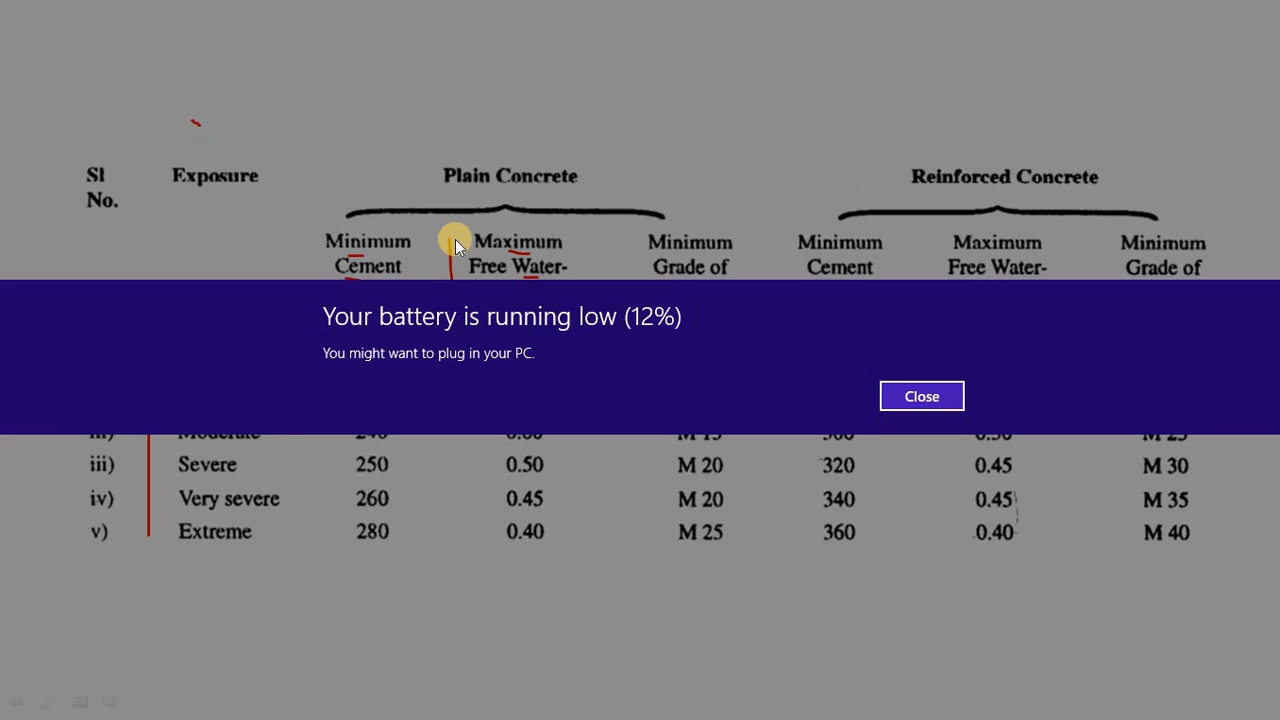 Sl Exposure Plain Concrete Reinforced Concrete
No.
Minimum Maximum Minimum Minimum Maximum Minimum
Cement Free Water- Grade of Cement Free Water- Grade of
Your battery is running low (12%)
You might want to plug in your PC.
Close
Moderate
iii) Severe 250 0.50 M 20 320 0.45 M 30
iv) Very severe 260 0.45 M 20 340 0.45 M 35
v) Extreme 280 0.40 M 25 360 0.40 M 40